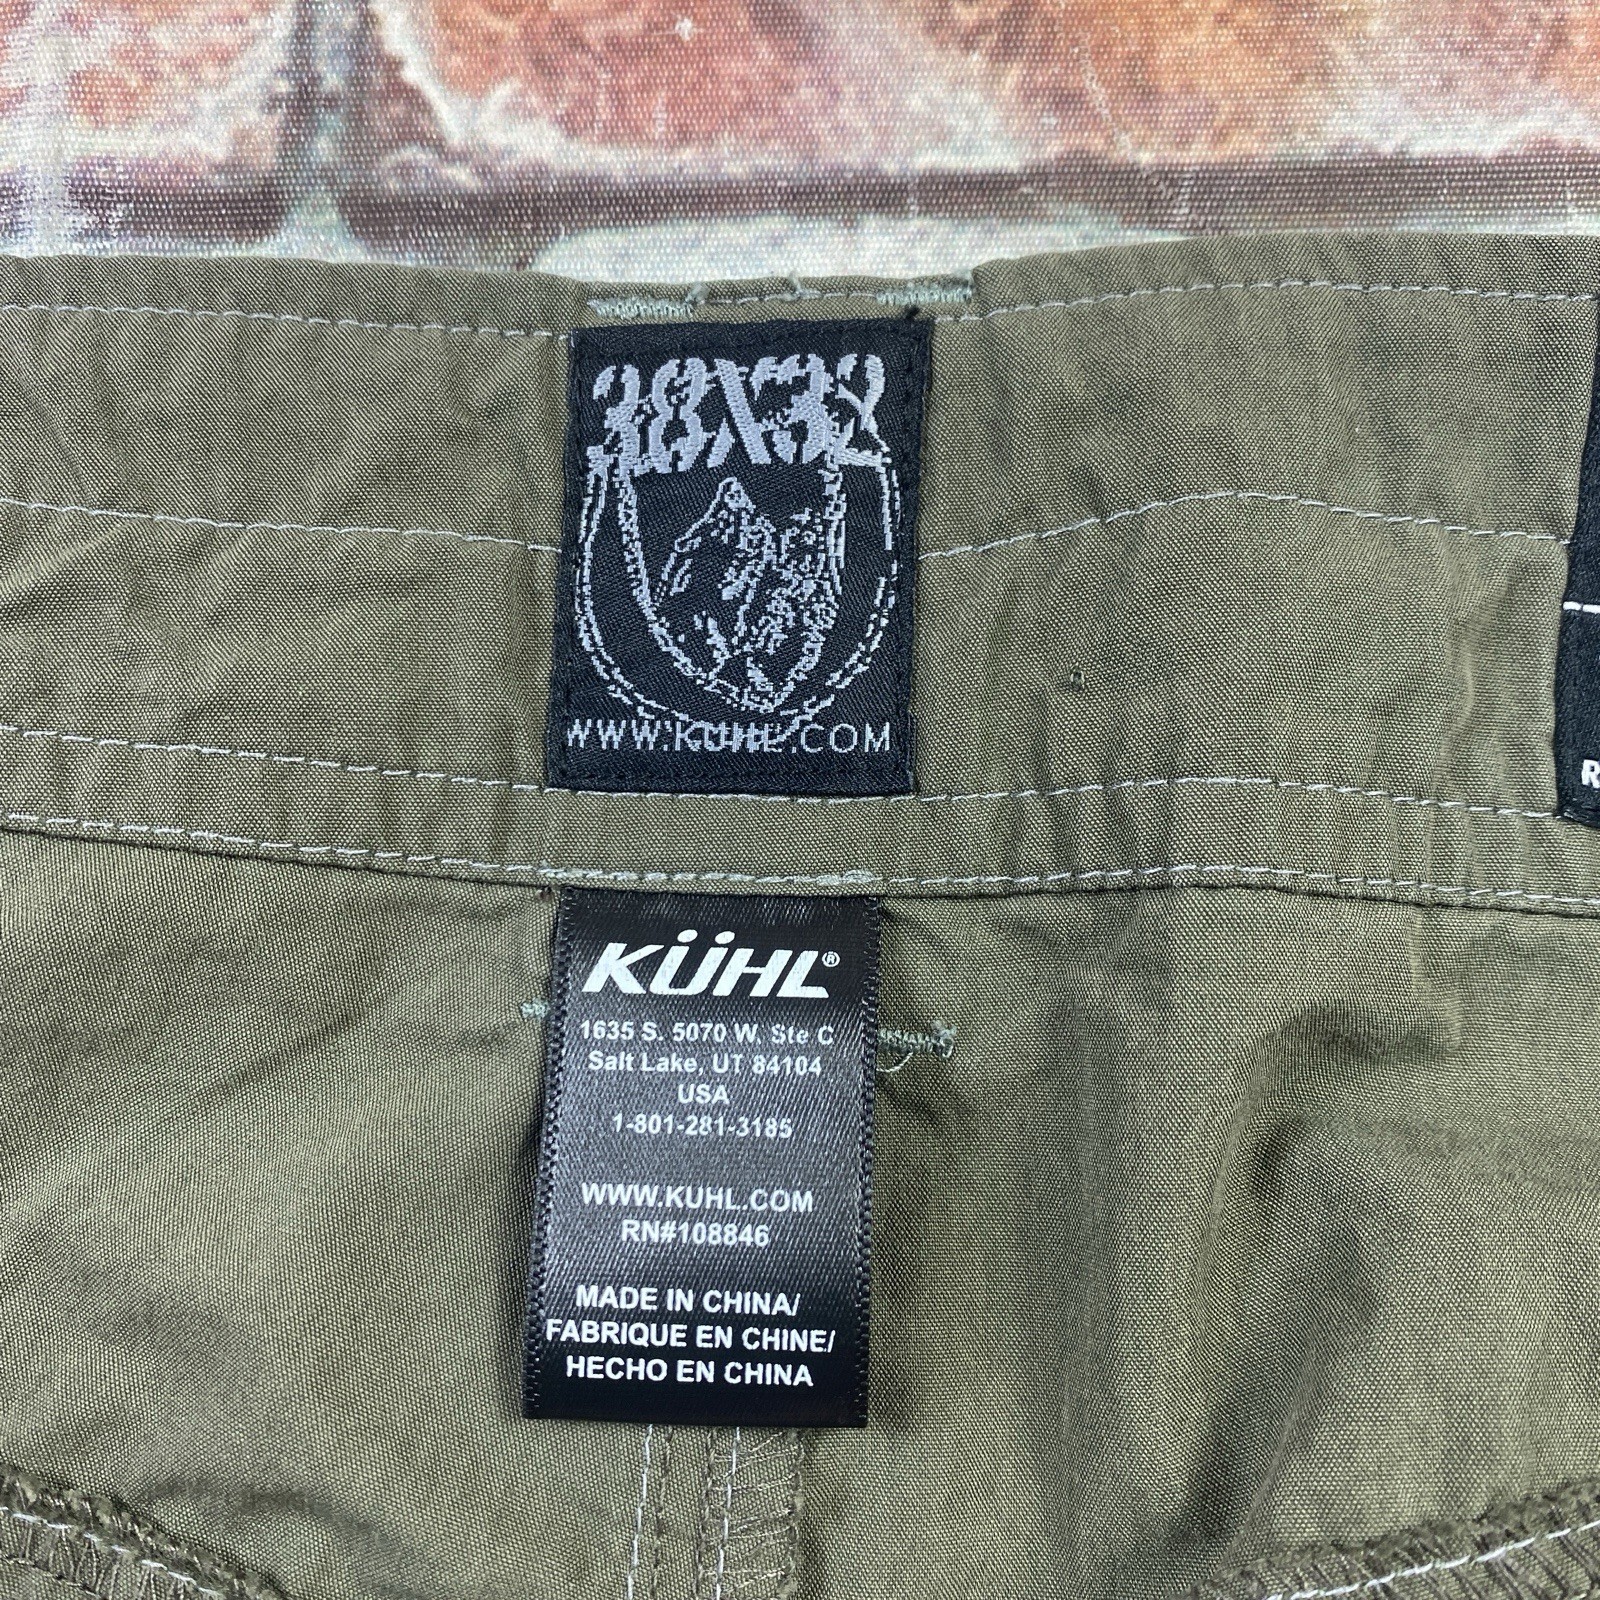 38X32
WWW.KUHL.COM
KÜHL®
1635 S. 5070 W. Ste C
Salt Lake, UT 84104
USA
1-801-281-3185
WWW.KUHL.COM
RN#108846
MADE IN CHINA/
FABRIQUE EN CHINE/
HECHO EN CHINA
R